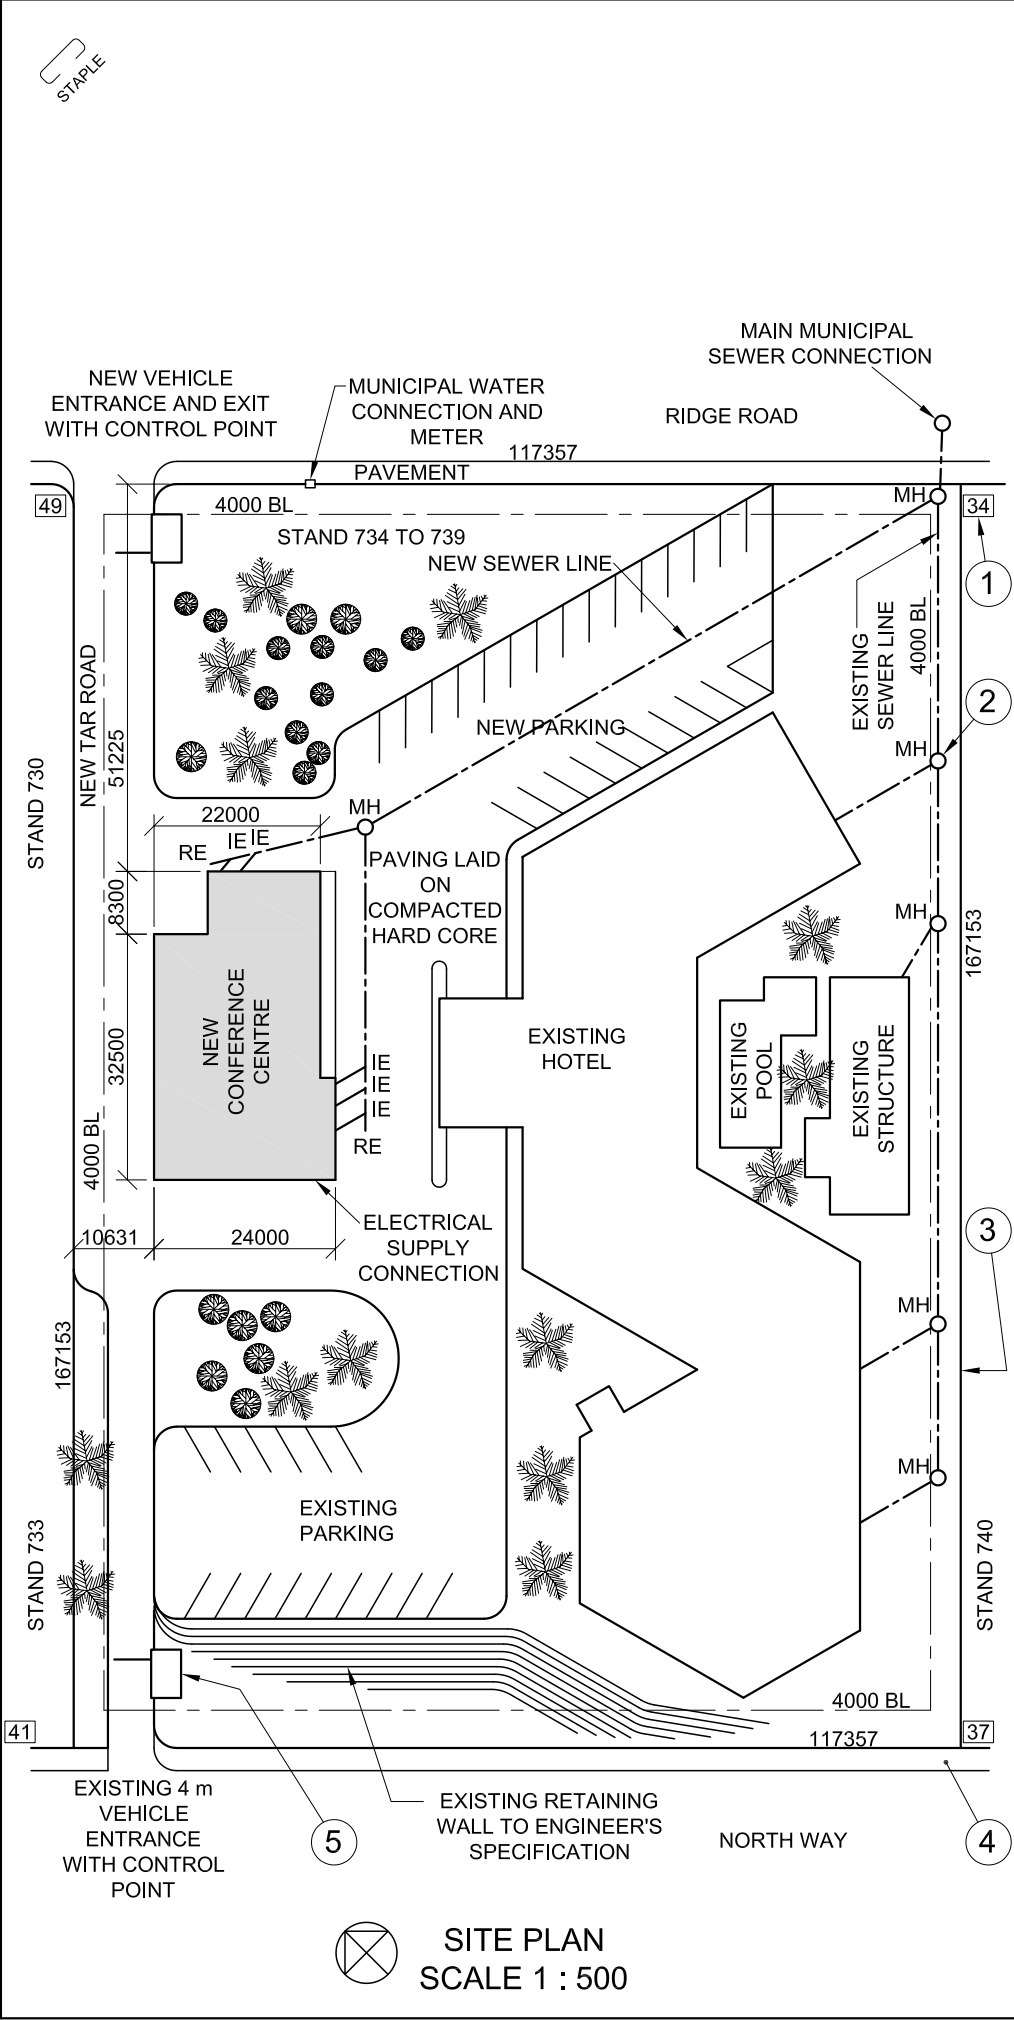 STAPLE
MAIN MUNICIPAL
SEWER CONNECTION
NEW VEHICLE
ENTRANCE AND EXIT
WITH CONTROL POINT
MUNICIPAL WATER
CONNECTION AND
METER
RIDGE ROAD
117357
PAVEMENT
49
4000 BL
MH
34
STAND 734 TO 739
NEW SEWER LINE
1
EXISTING
SEWER LINE
4000 BL
NEW TAR ROAD
2
NEW PARKING
MH
51225
STAND 730
22000
MH
RE
IE
IE
PAVING LAID
ON
COMPACTED
HARD CORE
8300
MH
167153
NEW
CONFERENCE
CENTRE
32500
EXISTING
HOTEL
EXISTING
POOL
EXISTING
STRUCTURE
IE
IE
IE
RE
4000 BL
10631
24000
ELECTRICAL
SUPPLY
CONNECTION
3
MH
167153
MH
EXISTING
PARKING
STAND 733
STAND 740
4000 BL
41
117357
37
EXISTING 4 m
VEHICLE
ENTRANCE
WITH CONTROL
POINT
5
EXISTING RETAINING
WALL TO ENGINEER'S
SPECIFICATION
NORTH WAY
4
SITE PLAN
SCALE 1 : 500